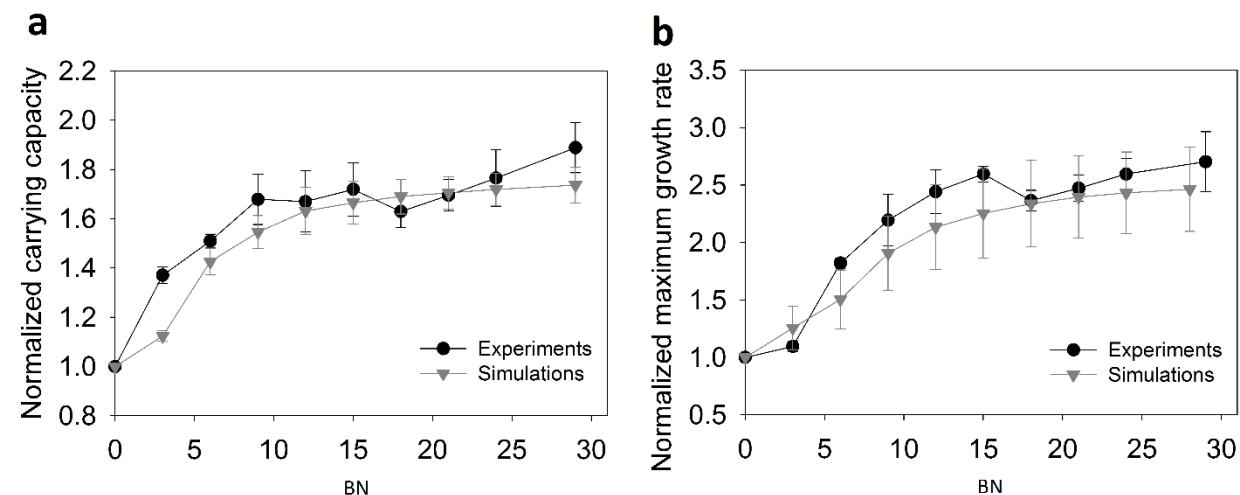 a
Normalized carrying capacity
2.2
2.0
1.8
1.6
1.4
1.2
1.0
0.8
Experiments
Simulations
0 5 10 15 20 25 30
BN
b
Normalized maximum growth rate
3.5
3.0
2.5
2.0
1.5
1.0
0.5
Experiments
Simulations
0 5 10 15 20 25 30
BN